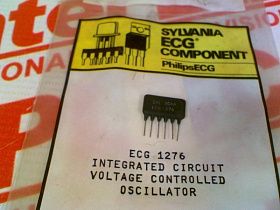 SYLVANIA
ECG®
COMPONENT
PhilipsECG
ECG 1276
INTEGRATED CIRCUIT
VOLTAGE CONTROLLED
OSCILLATOR